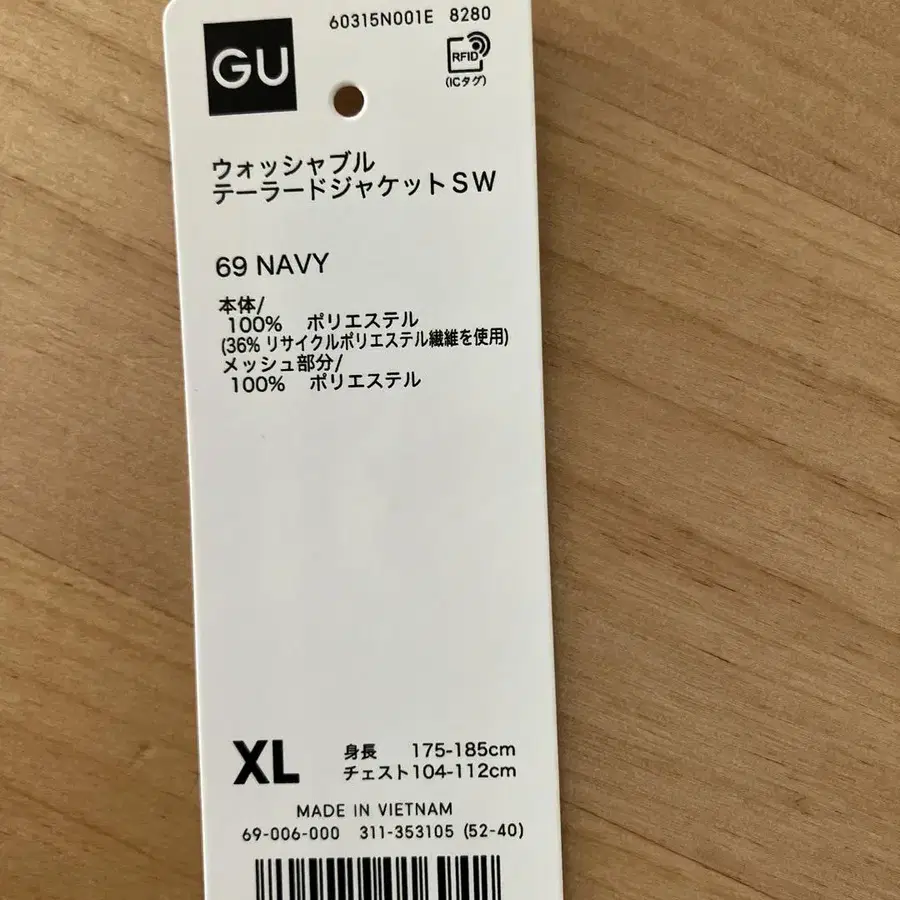 60315N001E 8280
GU
RFID
(ICタグ)
ウォッシャブル
テーラードジャケットSW
69 NAVY
本体/
100% ポリエステル
(36% リサイクルポリエステル繊維を使用)
メッシュ部分/
100% ポリエステル
XL
身長 175-185cm
チェスト104-112cm
MADE IN VIETNAM
69-006-000 311-353105 (52-40)